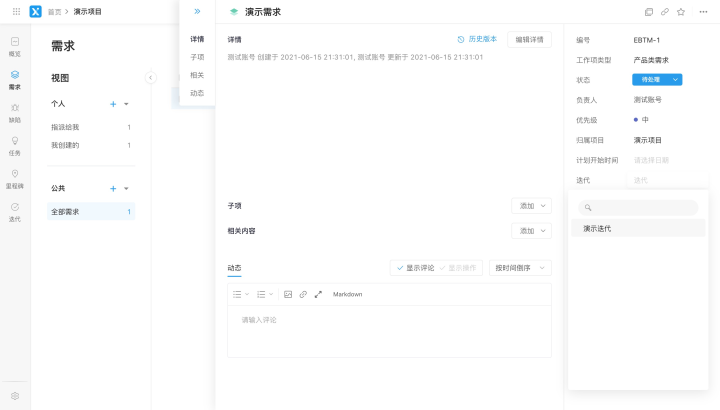 首页 > 演示项目
概览
需求
缺陷
任务
里程碑
迭代
需求
视图
个人
指派给我 1
我创建的 1
公共
全部需求 1
详情
子项
相关
动态
演示需求
详情
历史版本
编辑详情
测试账号 创建于 2021-06-15 21:31:01, 测试账号 更新于 2021-06-15 21:31:01
子项
添加
相关内容
添加
动态
显示评论
显示操作
按时间倒序
Markdown
请输入评论
编号 EBTM-1
工作项类型 产品类需求
状态 待处理
负责人 测试账号
优先级 中
归属项目 演示项目
计划开始时间 请选择日期
迭代 迭代
演示迭代